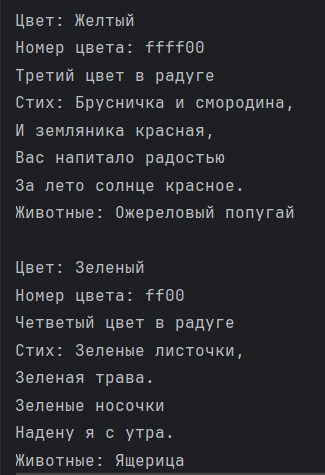 Цвет: Желтый
Номер цвета: ffff00
Третий цвет в радуге
Стих: Брусничка и смородина,
И земляника красная,
Вас напитало радостью
За лето солнце красное.
Животные: Ожереловый попугай
Цвет: Зеленый
Номер цвета: ff00
Четветый цвет в радуге
Стих: Зеленые листочки,
Зеленая трава.
Зеленые носочки
Надену я с утра.
Животные: Ящерица